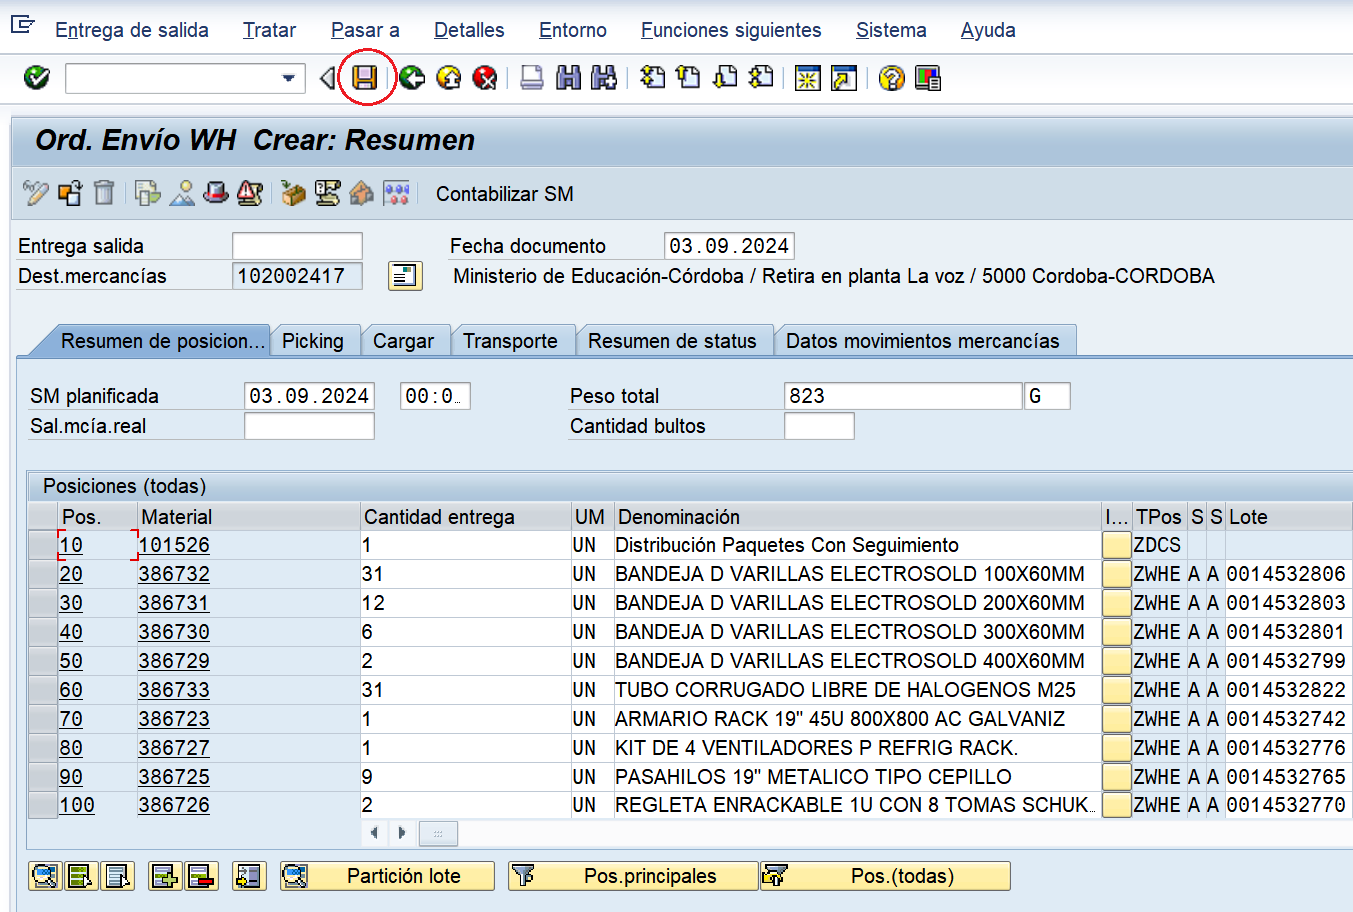 Entrega de salida Tratar Pasar a Detalles Entorno Funciones siguientes Sistema Ayuda
Ord. Envío WH Crear: Resumen
Contabilizar SM
Entrega salida Fecha documento 03.09.2024
Dest.mercancías 102002417 Ministerio de Educación-Córdoba / Retira en planta La voz / 5000 Cordoba-CORDOBA
Resumen de posicion... Picking Cargar Transporte Resumen de status Datos movimientos mercancías
SM planificada 03.09.2024 00:0… Peso total 823 G
Sal.mcía.real Cantidad bultos
Posiciones (todas)
Pos. Material Cantidad entrega UM Denominación I... TPos S S Lote
10 101526 1 UN Distribución Paquetes Con Seguimiento ZDCS
20 386732 31 UN BANDEJA D VARILLAS ELECTROSOLD 100X60MM ZWHE A A 0014532806
30 386731 12 UN BANDEJA D VARILLAS ELECTROSOLD 200X60MM ZWHE A A 0014532803
40 386730 6 UN BANDEJA D VARILLAS ELECTROSOLD 300X60MM ZWHE A A 0014532801
50 386729 2 UN BANDEJA D VARILLAS ELECTROSOLD 400X60MM ZWHE A A 0014532799
60 386733 31 UN TUBO CORRUGADO LIBRE DE HALOGENOS M25 ZWHE A A 0014532822
70 386723 1 UN ARMARIO RACK 19" 45U 800X800 AC GALVANIZ ZWHE A A 0014532742
80 386727 1 UN KIT DE 4 VENTILADORES P REFRIG RACK. ZWHE A A 0014532776
90 386725 9 UN PASAHILOS 19" METALICO TIPO CEPILLO ZWHE A A 0014532765
100 386726 2 UN REGLETA ENRACKABLE 1U CON 8 TOMAS SCHUK… ZWHE A A 0014532770
Partición lote Pos.principales Pos.(todas)